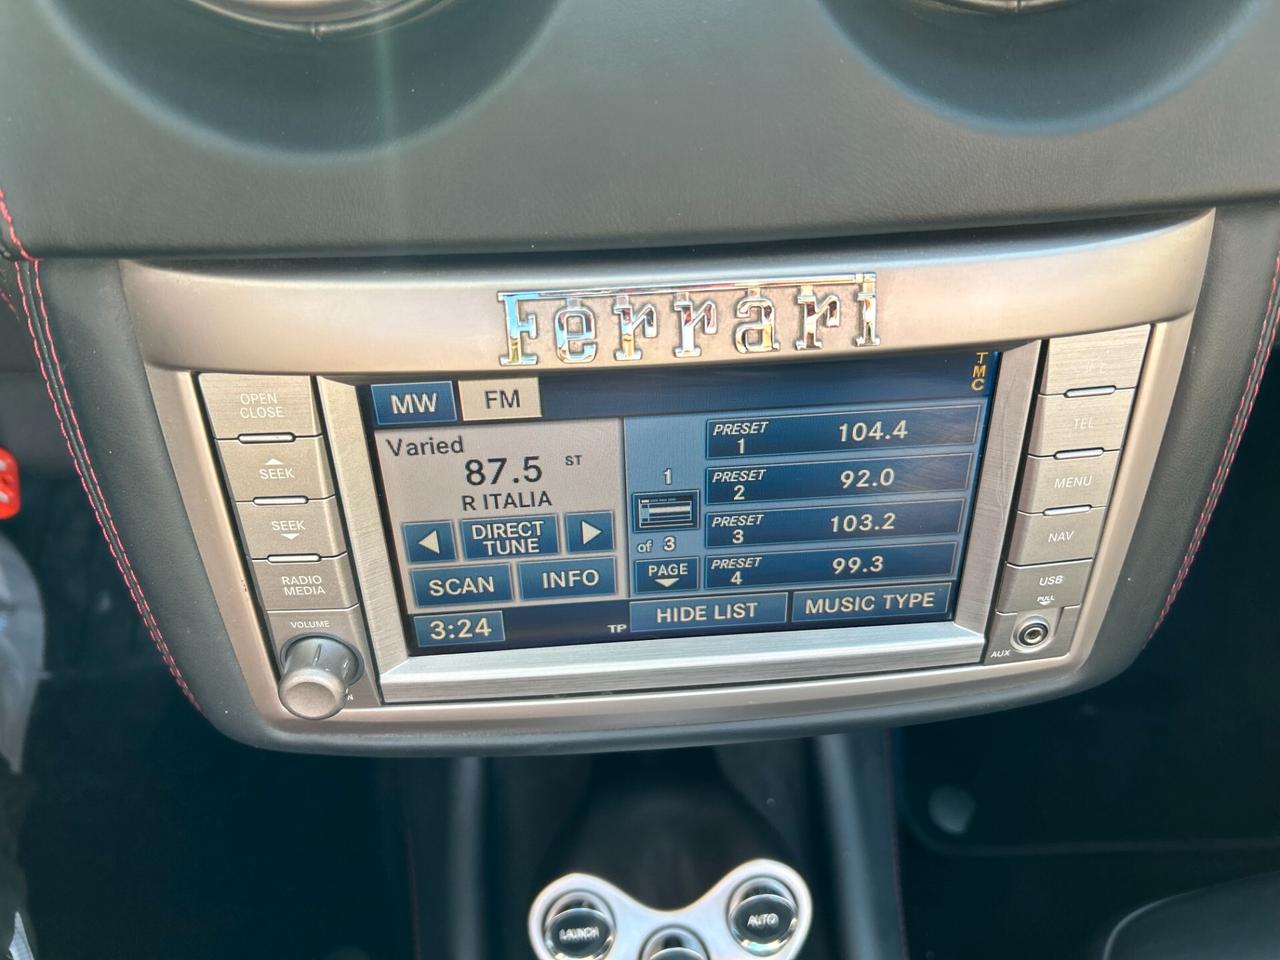 Ferrari
TMC
MW
FM
Varied
87.5 ST
R ITALIA
DIRECT
TUNE
SCAN
INFO
3:24
TP
1
of 3
PAGE
HIDE LIST
MUSIC TYPE
PRESET
1
104.4
PRESET
2
92.0
PRESET
3
103.2
PRESET
4
99.3
OPEN
CLOSE
SEEK
SEEK
RADIO
MEDIA
VOLUME
TEL
MENU
NAV
USB
PULL
AUX
LAUNCH
AUTO